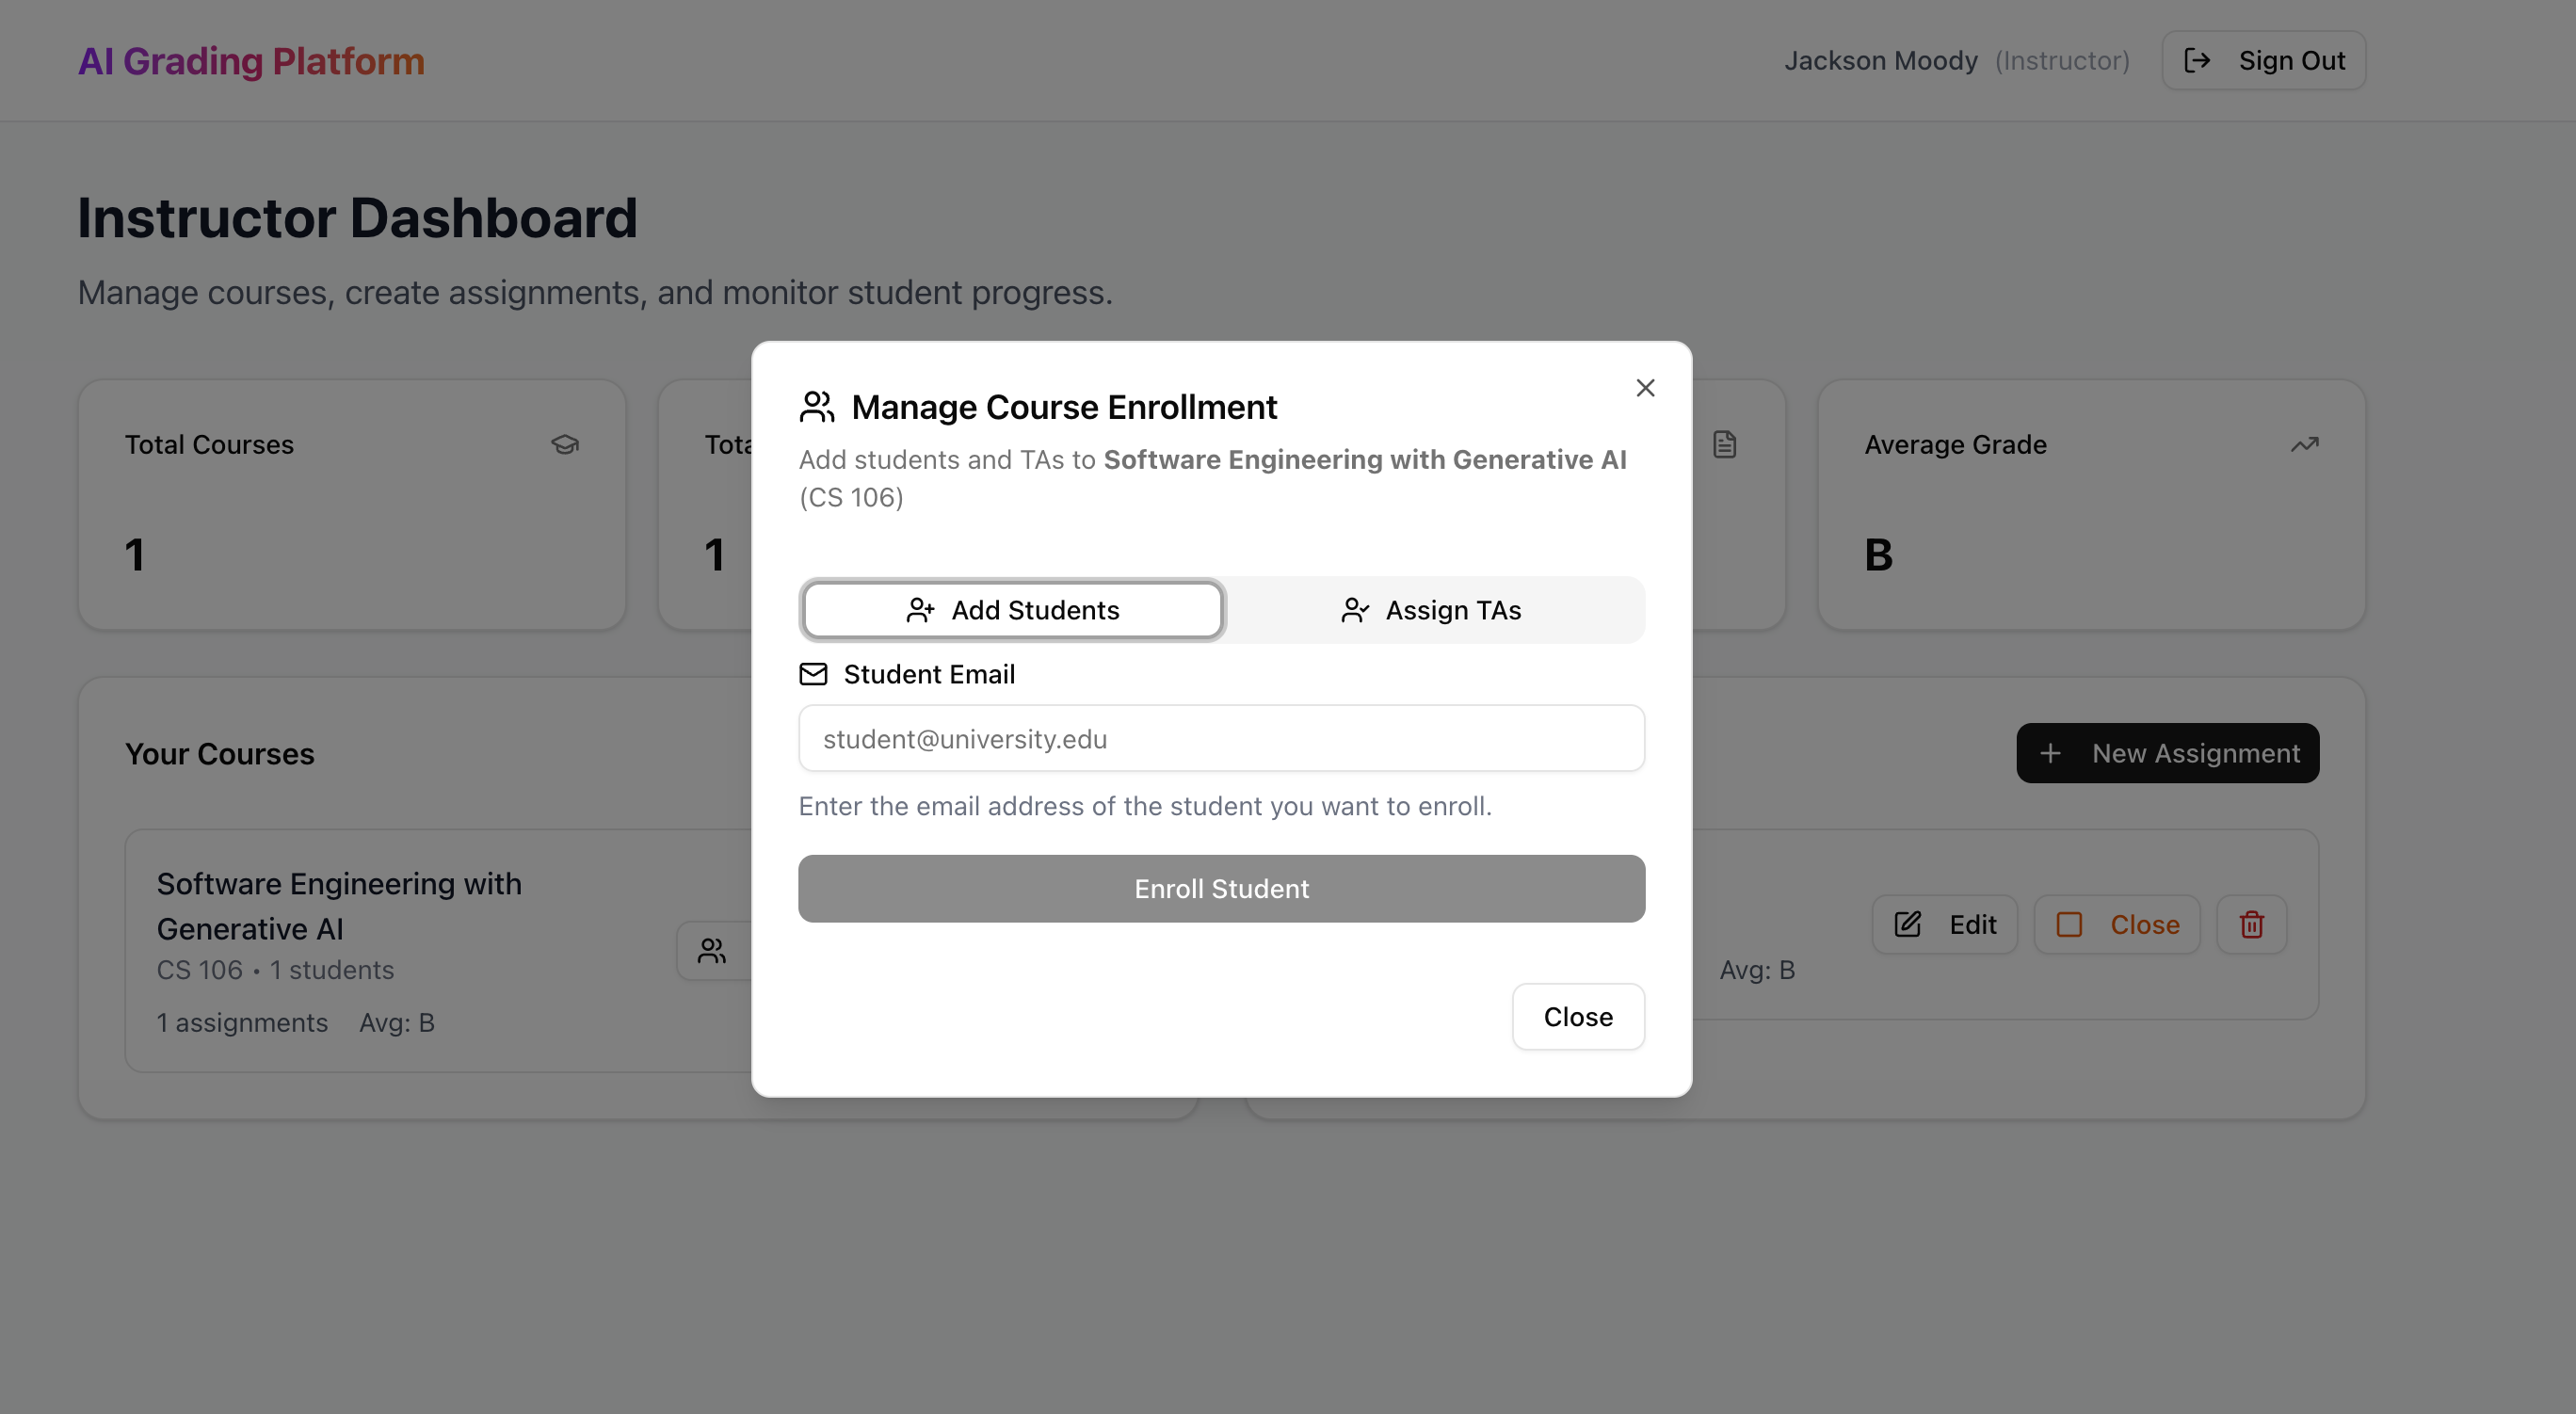 AI Grading Platform
Jackson Moody (Instructor)
Sign Out
Instructor Dashboard
Manage courses, create assignments, and monitor student progress.
Total Courses
1
1
Average Grade
B
Your Courses
Software Engineering with
Generative AI
CS 106 • 1 students
1 assignments Avg: B
New Assignment
Avg: B
Edit
Close
Manage Course Enrollment
Add students and TAs to Software Engineering with Generative AI
(CS 106)
Add Students
Assign TAs
Student Email
student@university.edu
Enter the email address of the student you want to enroll.
Enroll Student
Close